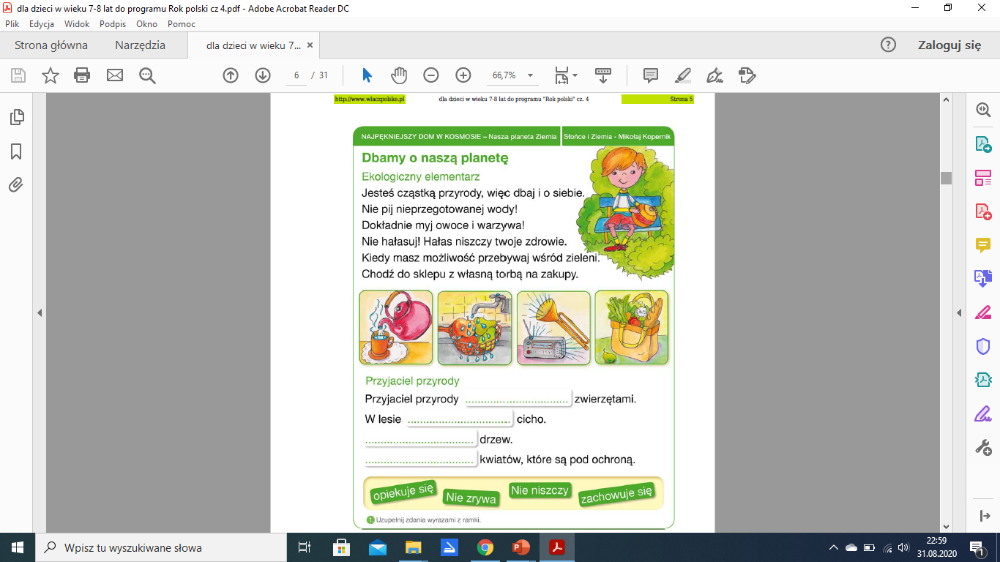 dla dzieci w wieku 7-8 lat do programu Rok polski cz 4.pdf - Adobe Acrobat Reader DC
Plik Edycja Widok Podpis Okno Pomoc
Strona główna Narzędzia dla dzieci w wieku 7... × Zaloguj się
6 / 31 66,7%
http://www.wlaczpolske.pl dla dzieci w wieku 7-8 lat do programu "Rok polski" cz. 4 Strona 5
NAJPĘKNIEJSZY DOM W KOSMOSIE – Nasza planeta Ziemia Słońce i Ziemia - Mikołaj Kopernik
Dbamy o naszą planetę
Ekologiczny elementarz
Jesteś cząstką przyrody, więc dbaj i o siebie.
Nie pij nieprzegotowanej wody!
Dokładnie myj owoce i warzywa!
Nie hałasuj! Hałas niszczy twoje zdrowie.
Kiedy masz możliwość przebywaj wśród zieleni.
Chodź do sklepu z własną torbą na zakupy.
Przyjaciel przyrody
Przyjaciel przyrody .................................. zwierzętami.
W lesie .................................. cicho.
.................................. drzew.
.................................. kwiatów, które są pod ochroną.
opiekuje się Nie zrywa Nie niszczy zachowuje się
1. Uzupełnij zdania wyrazami z ramki.
Wpisz tu wyszukiwane słowa
22:59
31.08.2020
1